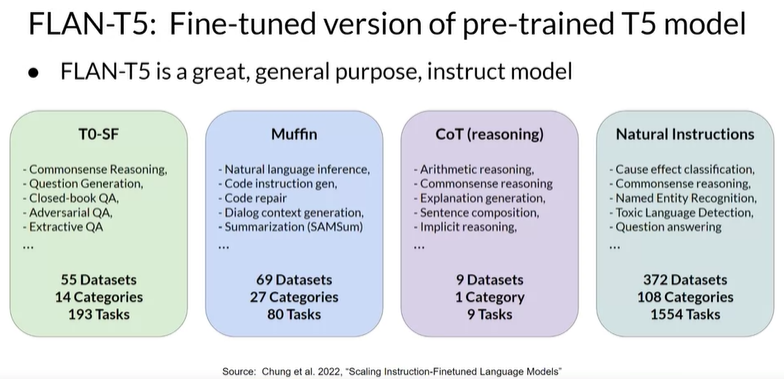 FLAN-T5: Fine-tuned version of pre-trained T5 model
● FLAN-T5 is a great, general purpose, instruct model
T0-SF
- Commonsense Reasoning,
- Question Generation,
- Closed-book QA,
- Adversarial QA,
- Extractive QA
...
55 Datasets
14 Categories
193 Tasks
Muffin
- Natural language inference,
- Code instruction gen,
- Code repair
- Dialog context generation,
- Summarization (SAMSum)
...
69 Datasets
27 Categories
80 Tasks
CoT (reasoning)
- Arithmetic reasoning,
- Commonsense reasoning
- Explanation generation,
- Sentence composition,
- Implicit reasoning,
...
9 Datasets
1 Category
9 Tasks
Natural Instructions
- Cause effect classification,
- Commonsense reasoning,
- Named Entity Recognition,
- Toxic Language Detection,
- Question answering
...
372 Datasets
108 Categories
1554 Tasks
Source: Chung et al. 2022, "Scaling Instruction-Finetuned Language Models"